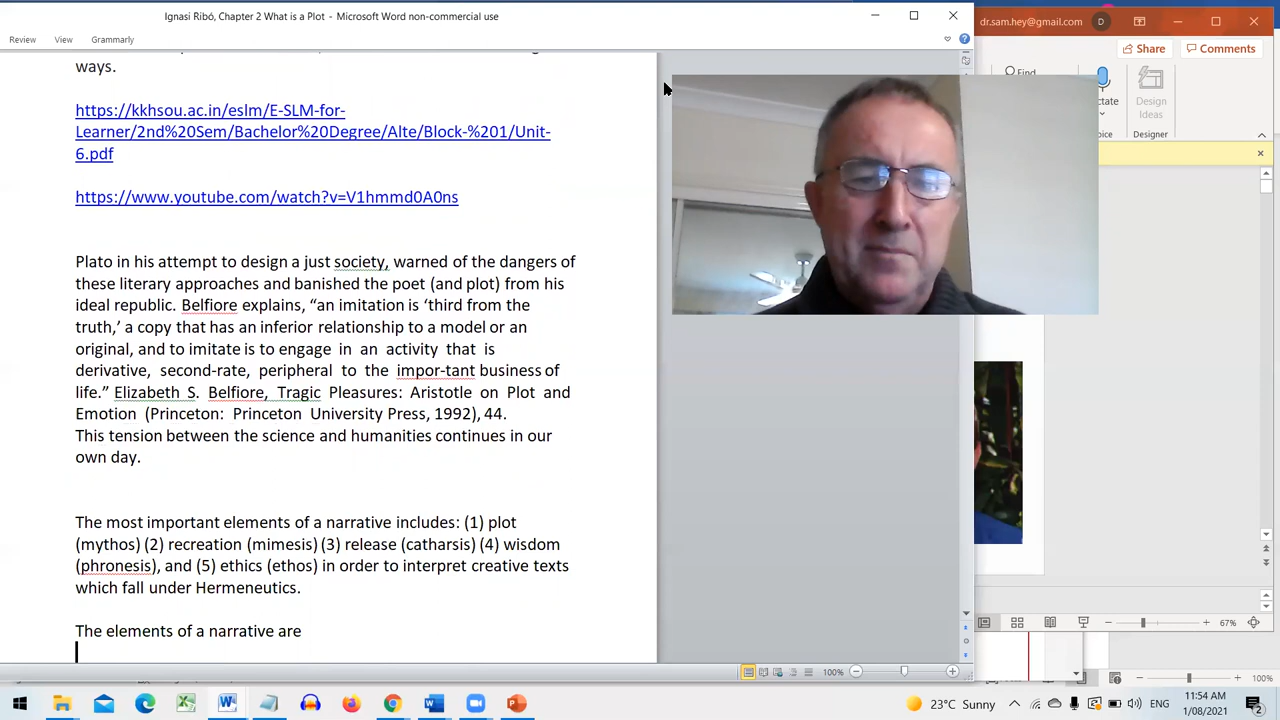 Ignasi Ribó, Chapter 2 What is a Plot - Microsoft Word non-commercial use
dr.sam.hey@gmail.com
D
Review
View
Grammarly
Share
Comments
ways.
https://kkhsou.ac.in/eslm/E-SLM-for-
Learner/2nd%20Sem/Bachelor%20Degree/Alte/Block-%201/Unit-
6.pdf
https://www.youtube.com/watch?v=V1hmmd0A0ns
Design
Ideas
Designer
Plato in his attempt to design a just society, warned of the dangers of
these literary approaches and banished the poet (and plot) from his
ideal republic. Belfiore explains, “an imitation is ‘third from the
truth,’ a copy that has an inferior relationship to a model or an
original, and to imitate is to engage in an activity that is
derivative, second-rate, peripheral to the impor-tant business of
life.” Elizabeth S. Belfiore, Tragic Pleasures: Aristotle on Plot and
Emotion (Princeton: Princeton University Press, 1992), 44.
This tension between the science and humanities continues in our
own day.
The most important elements of a narrative includes: (1) plot
(mythos) (2) recreation (mimesis) (3) release (catharsis) (4) wisdom
(phronesis), and (5) ethics (ethos) in order to interpret creative texts
which fall under Hermeneutics.
The elements of a narrative are
67%
100%
100%
23°C Sunny
ENG
11:54 AM
1/08/2021
2